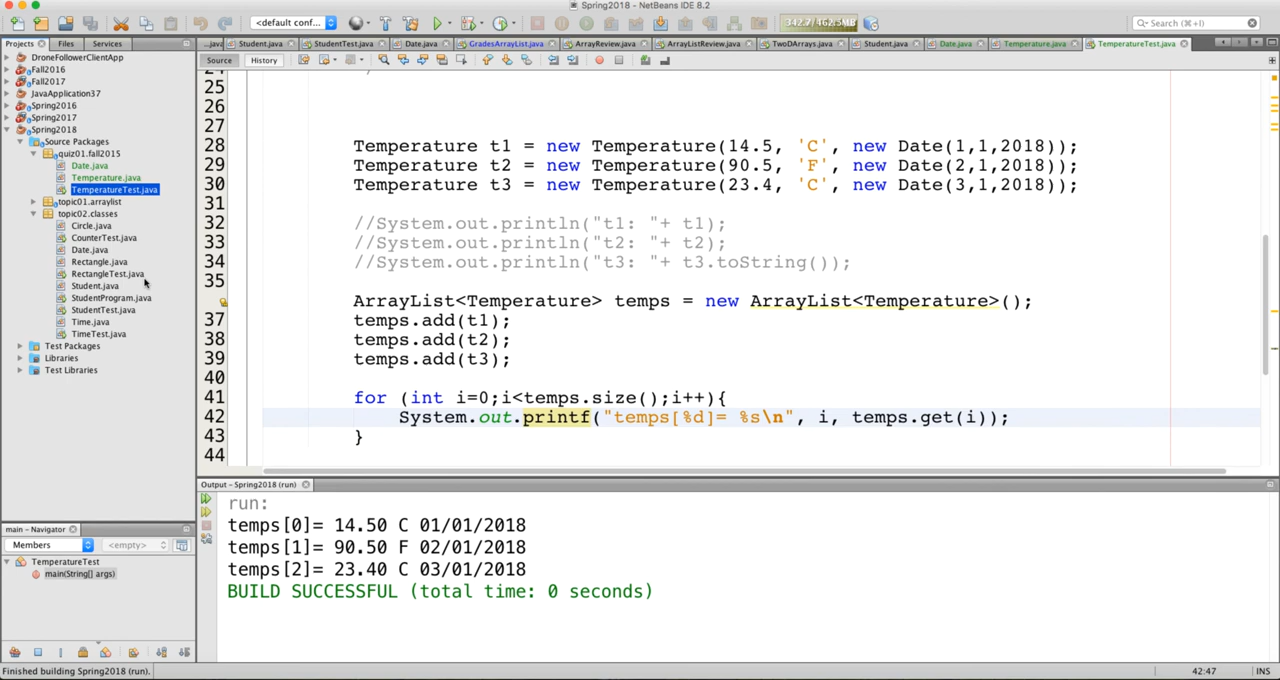 Spring2018 - NetBeans IDE 8.2
<default conf...
342.7/462.5MB
Search (⌘+I)
Projects
Files
Services
...java
Student.java
StudentTest.java
Date.java
GradesArrayList.java
ArrayReview.java
ArrayListReview.java
TwoDArrays.java
Student.java
Date.java
Temperature.java
TemperatureTest.java
Source
History
DroneFollowerClientApp
Fall2016
Fall2017
JavaApplication37
Spring2016
Spring2017
Spring2018
Source Packages
quiz01.fall2015
Date.java
Temperature.java
TemperatureTest.java
topic01.arraylist
topic02.classes
Circle.java
CounterTest.java
Date.java
Rectangle.java
RectangleTest.java
Student.java
StudentProgram.java
StudentTest.java
Time.java
TimeTest.java
Test Packages
Libraries
Test Libraries
25
26
27
28 Temperature t1 = new Temperature(14.5, 'C', new Date(1,1,2018));
29 Temperature t2 = new Temperature(90.5, 'F', new Date(2,1,2018));
30 Temperature t3 = new Temperature(23.4, 'C', new Date(3,1,2018));
31
32 //System.out.println("t1: "+ t1);
33 //System.out.println("t2: "+ t2);
34 //System.out.println("t3: "+ t3.toString());
35
ArrayList<Temperature> temps = new ArrayList<Temperature>();
37 temps.add(t1);
38 temps.add(t2);
39 temps.add(t3);
40
41 for (int i=0;i<temps.size();i++){
42 System.out.printf("temps[%d]= %s\n", i, temps.get(i));
43 }
44
main - Navigator
Members
<empty>
TemperatureTest
main(String[] args)
Output - Spring2018 (run)
run:
temps[0]= 14.50 C 01/01/2018
temps[1]= 90.50 F 02/01/2018
temps[2]= 23.40 C 03/01/2018
BUILD SUCCESSFUL (total time: 0 seconds)
Finished building Spring2018 (run).
42:47
INS